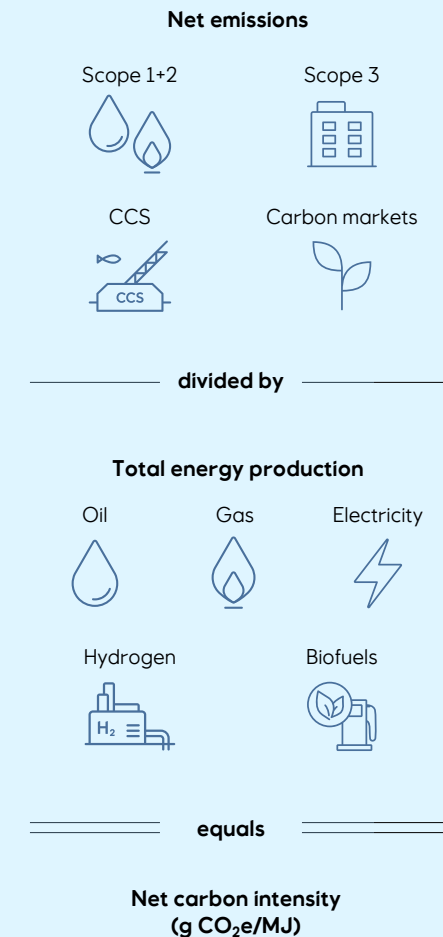 Net emissions
Scope 1+2 Scope 3
CCS Carbon markets
CCS
divided by
Total energy production
Oil Gas Electricity
Hydrogen Biofuels
H₂
equals
Net carbon intensity
(g CO₂e/MJ)